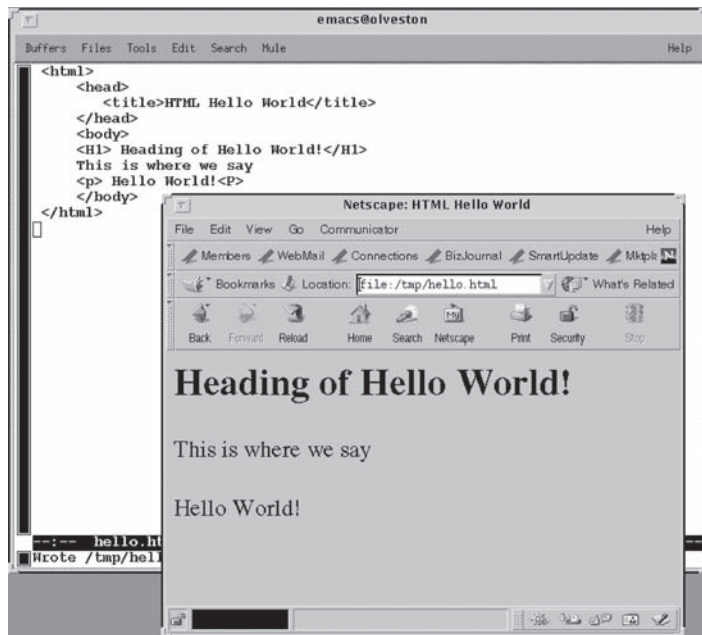 emacs@olveston
Buffers Files Tools Edit Search Mule Help
<html>
<head>
<title>HTML Hello World</title>
</head>
<body>
<H1> Heading of Hello World!</H1>
This is where we say
<p> Hello World!<P>
</body>
</html>
--:-- hello.ht
Wrote /tmp/hell
Netscape: HTML Hello World
File Edit View Go Communicator Help
Members WebMail Connections BizJournal SmartUpdate Mktpl N
Bookmarks Location: file:/tmp/hello.html What's Related
Back Forward Reload Home Search Netscape Print Security Stop
My
Heading of Hello World!
This is where we say
Hello World!